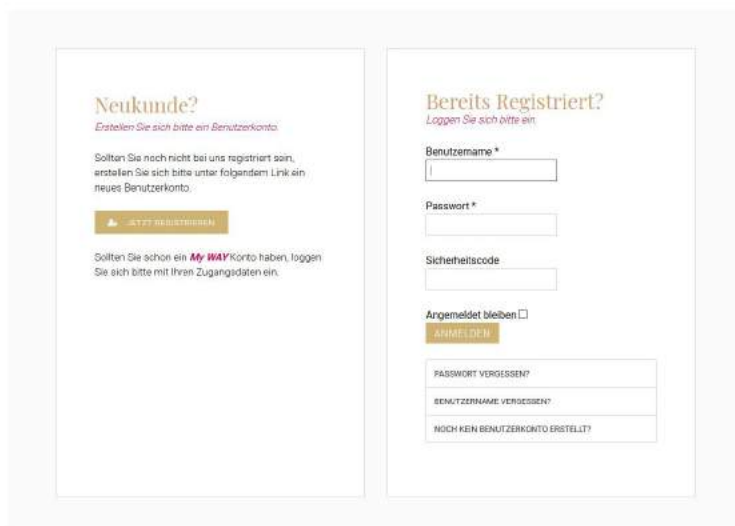 Neukunde?
Erstellen Sie sich bitte ein Benutzerkonto.
Sollten Sie noch nicht bei uns registriert sein,
erstellen Sie sich bitte unter folgendem Link ein
neues Benutzerkonto.
JETZT REGISTRIEREN
Sollten Sie schon ein My WAY Konto haben, loggen
Sie sich bitte mit Ihren Zugangsdaten ein.
Bereits Registriert?
Loggen Sie sich bitte ein.
Benutzername *
Passwort *
Sicherheitscode
Angemeldet bleiben
ANMELDEN
PASSWORT VERGESSEN?
BENUTZERNAME VERGESSEN?
NOCH KEIN BENUTZERKONTO ERSTELLT?